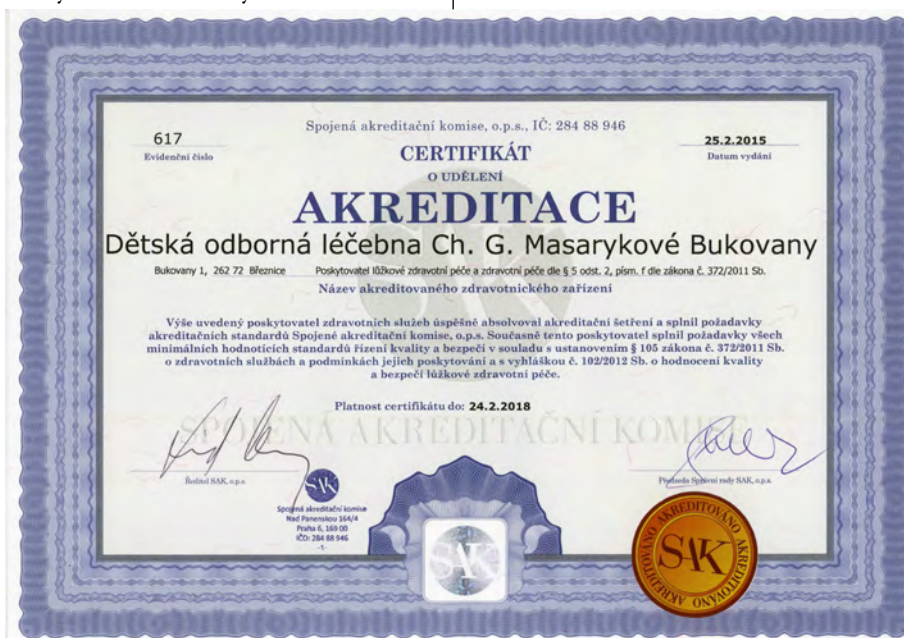 Spojená akreditační komise, o.p.s., IČ: 284 88 946
617
Evidenční číslo
25.2.2015
Datum vydání
CERTIFIKÁT
O UDĚLENÍ
AKREDITACE
Dětská odborná léčebna Ch. G. Masarykové Bukovany
Bukovany 1, 262 72 Březnice Poskytovatel lůžkové zdravotní péče a zdravotní péče dle § 5 odst. 2, písm. f dle zákona č. 372/2011 Sb.
Název akreditovaného zdravotnického zařízení
Výše uvedený poskytovatel zdravotních služeb úspěšně absolvoval akreditační šetření a splnil požadavky
akreditačních standardů Spojené akreditační komise, o.p.s. Současně tento poskytovatel splnil požadavky všech
minimálních hodnotících standardů řízení kvality a bezpečí v souladu s ustanovením § 105 zákona č. 372/2011 Sb.
o zdravotních službách a podmínkách jejich poskytování a s vyhláškou č. 102/2012 Sb. o hodnocení kvality
a bezpečí lůžkové zdravotní péče.
Platnost certifikátu do: 24.2.2018
SPOJENÁ AKREDITAČNÍ KOMISE
Ředitel SAK, o.p.s.
Předseda Správní rady SAK, o.p.s.
SAK
Spojená akreditační komise
Nad Panenskou 164/4
Praha 6, 169 00
IČO: 284 88 946
-1-
SAK
AKREDITOVÁNO AKREDITOVÁNO AKREDITOVÁNO
SAK